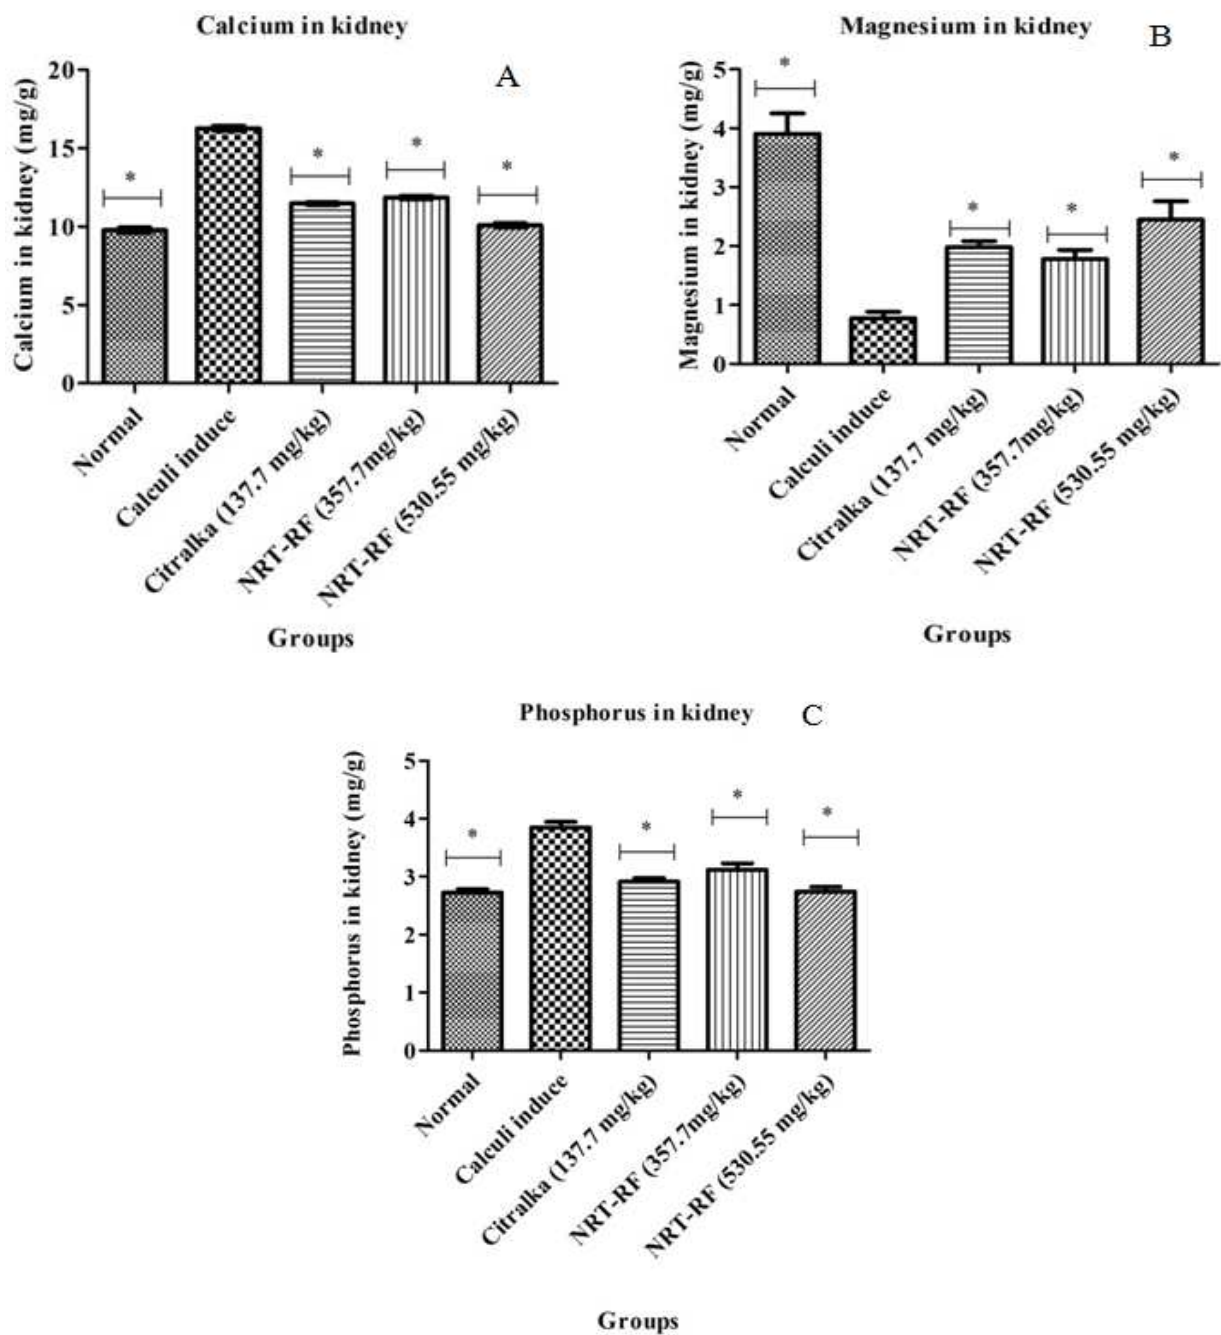 Calcium in kidney
A
Calcium in kidney (mg/g)
20
15
10
5
0
*
*
*
*
Normal
Calculi induce
Citralka (137.7 mg/kg)
NRT-RF (357.7mg/kg)
NRT-RF (530.55 mg/kg)
Groups
Magnesium in kidney
B
Magnesium in kidney (mg/g)
5
4
3
2
1
0
*
*
*
*
Normal
Calculi induce
Citralka (137.7 mg/kg)
NRT-RF (357.7mg/kg)
NRT-RF (530.55 mg/kg)
Groups
Phosphorus in kidney
C
Phosphorus in kidney (mg/g)
5
4
3
2
1
0
*
*
*
*
Normal
Calculi induce
Citralka (137.7 mg/kg)
NRT-RF (357.7mg/kg)
NRT-RF (530.55 mg/kg)
Groups